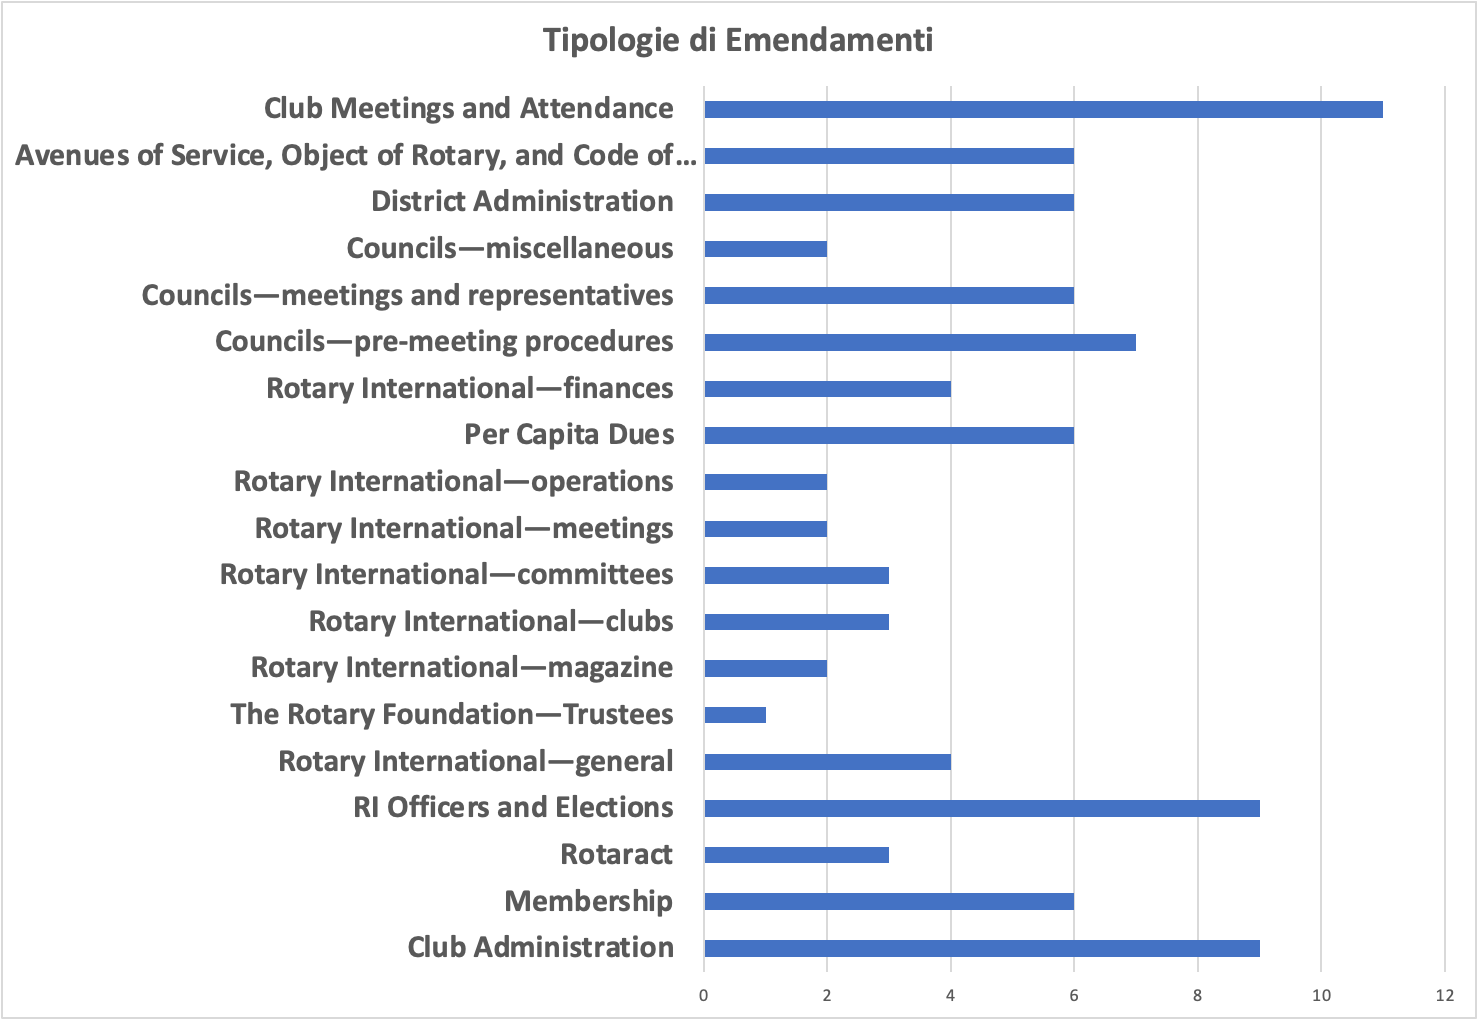 Tipologie di Emendamenti
Club Meetings and Attendance
Avenues of Service, Object of Rotary, and Code of...
District Administration
Councils—miscellaneous
Councils—meetings and representatives
Councils—pre-meeting procedures
Rotary International—finances
Per Capita Dues
Rotary International—operations
Rotary International—meetings
Rotary International—committees
Rotary International—clubs
Rotary International—magazine
The Rotary Foundation—Trustees
Rotary International—general
RI Officers and Elections
Rotaract
Membership
Club Administration
0 2 4 6 8 10 12